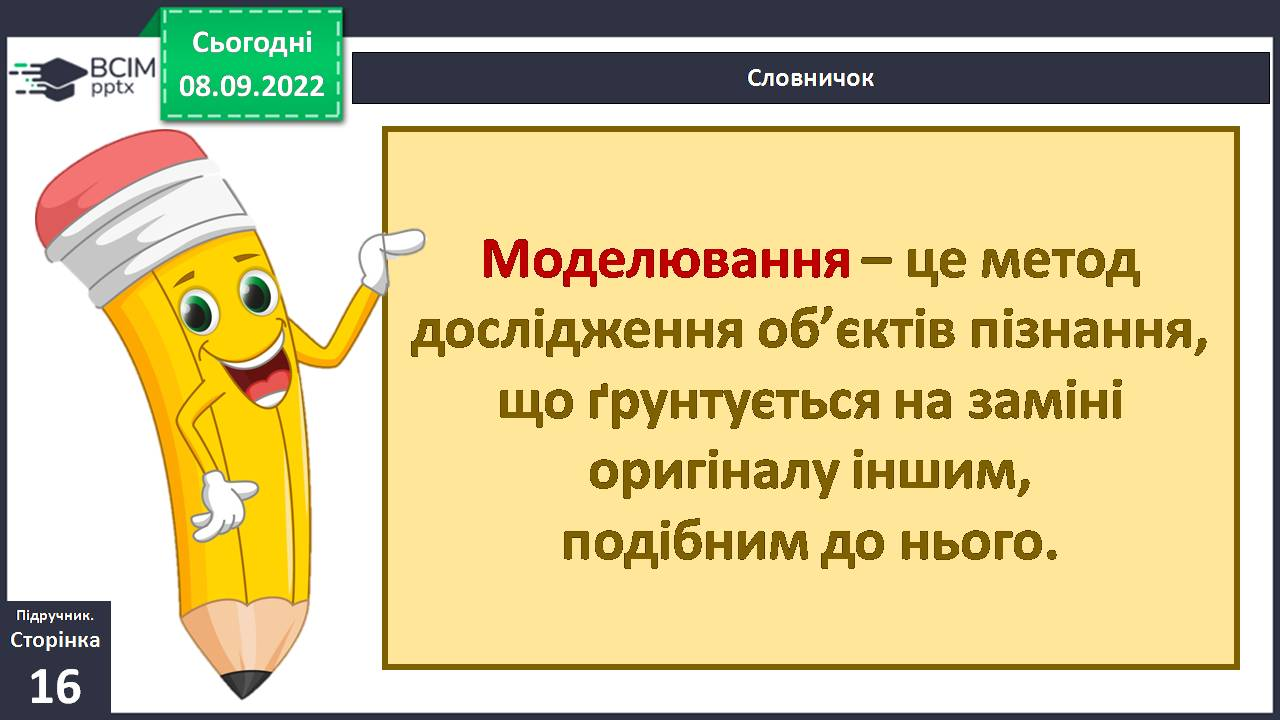 Сьогодні
08.09.2022
BCIM
pptx
Словничок
Моделювання – це метод
дослідження об’єктів пізнання,
що ґрунтується на заміні
оригіналу іншим,
подібним до нього.
Підручник.
Сторінка
16